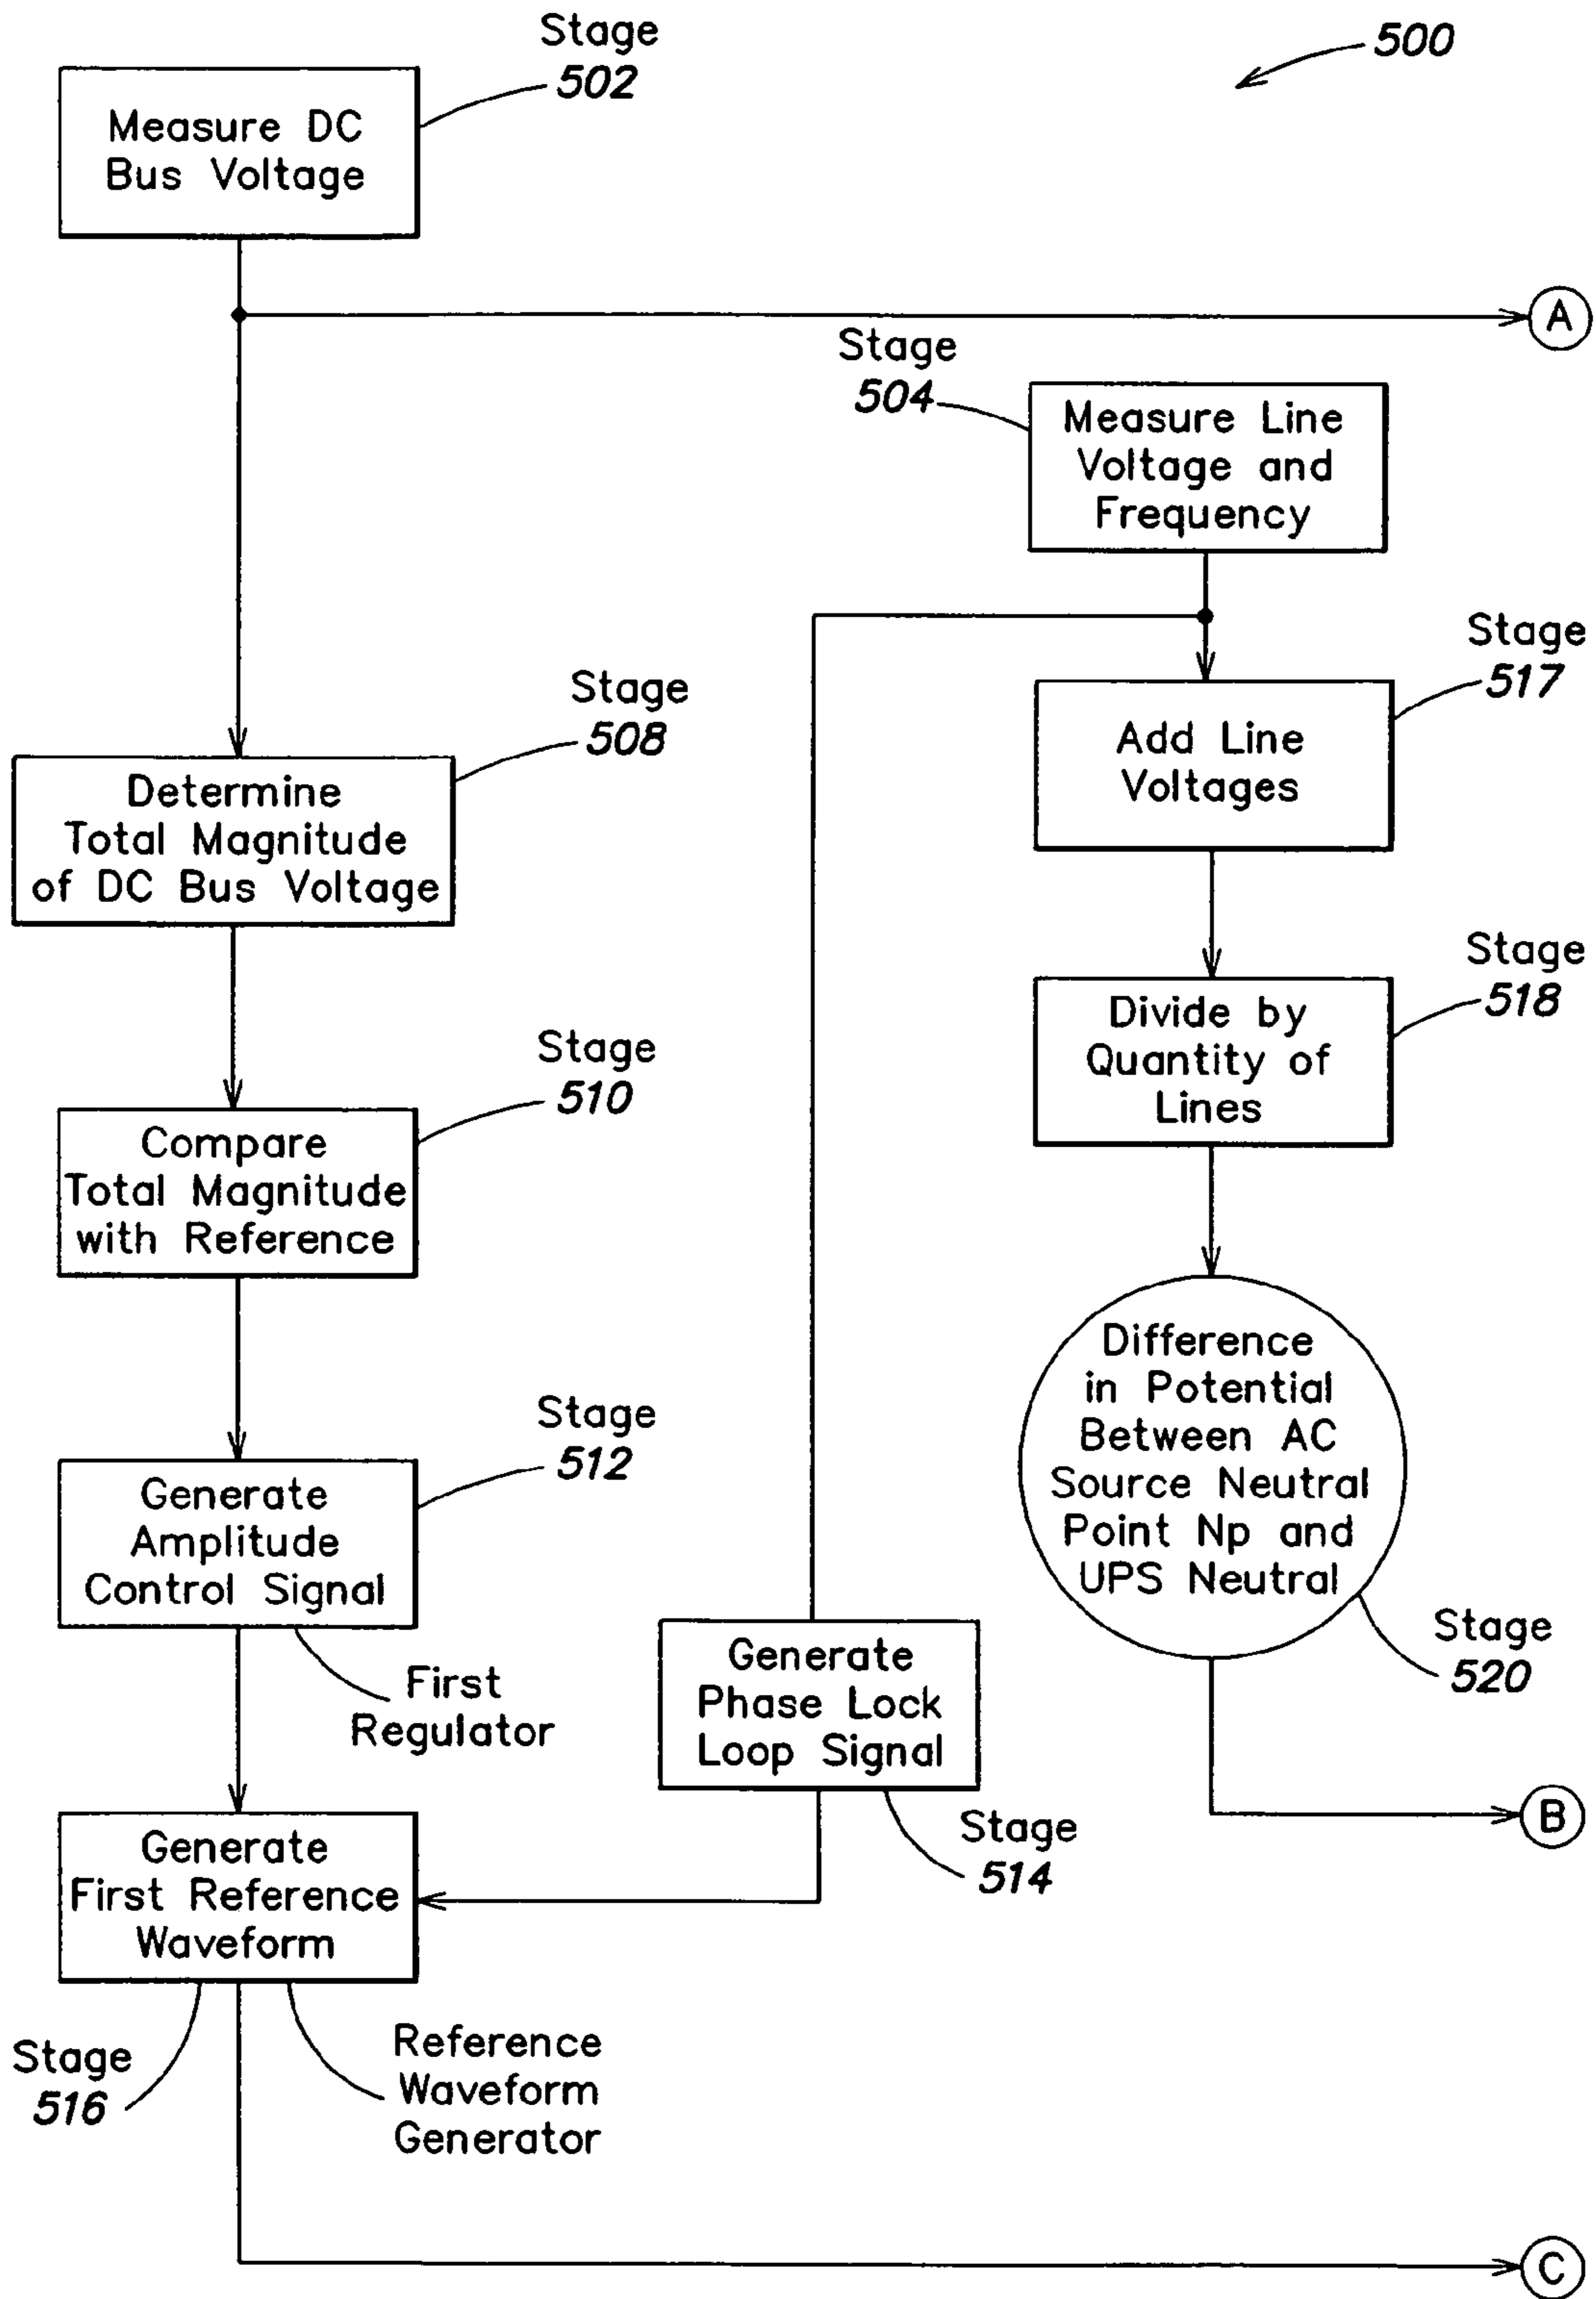 Stage
502
500
Measure DC
Bus Voltage
A
Stage
504
Measure Line
Voltage and
Frequency
Stage
517
Add Line
Voltages
Stage
508
Determine
Total Magnitude
of DC Bus Voltage
Stage
518
Divide by
Quantity of
Lines
Stage
510
Compare
Total Magnitude
with Reference
Difference
in Potential
Between AC
Source Neutral
Point Np and
UPS Neutral
Stage
520
Stage
512
Generate
Amplitude
Control Signal
First
Regulator
Generate
Phase Lock
Loop Signal
Stage
514
B
Generate
First Reference
Waveform
Stage
516
Reference
Waveform
Generator
C